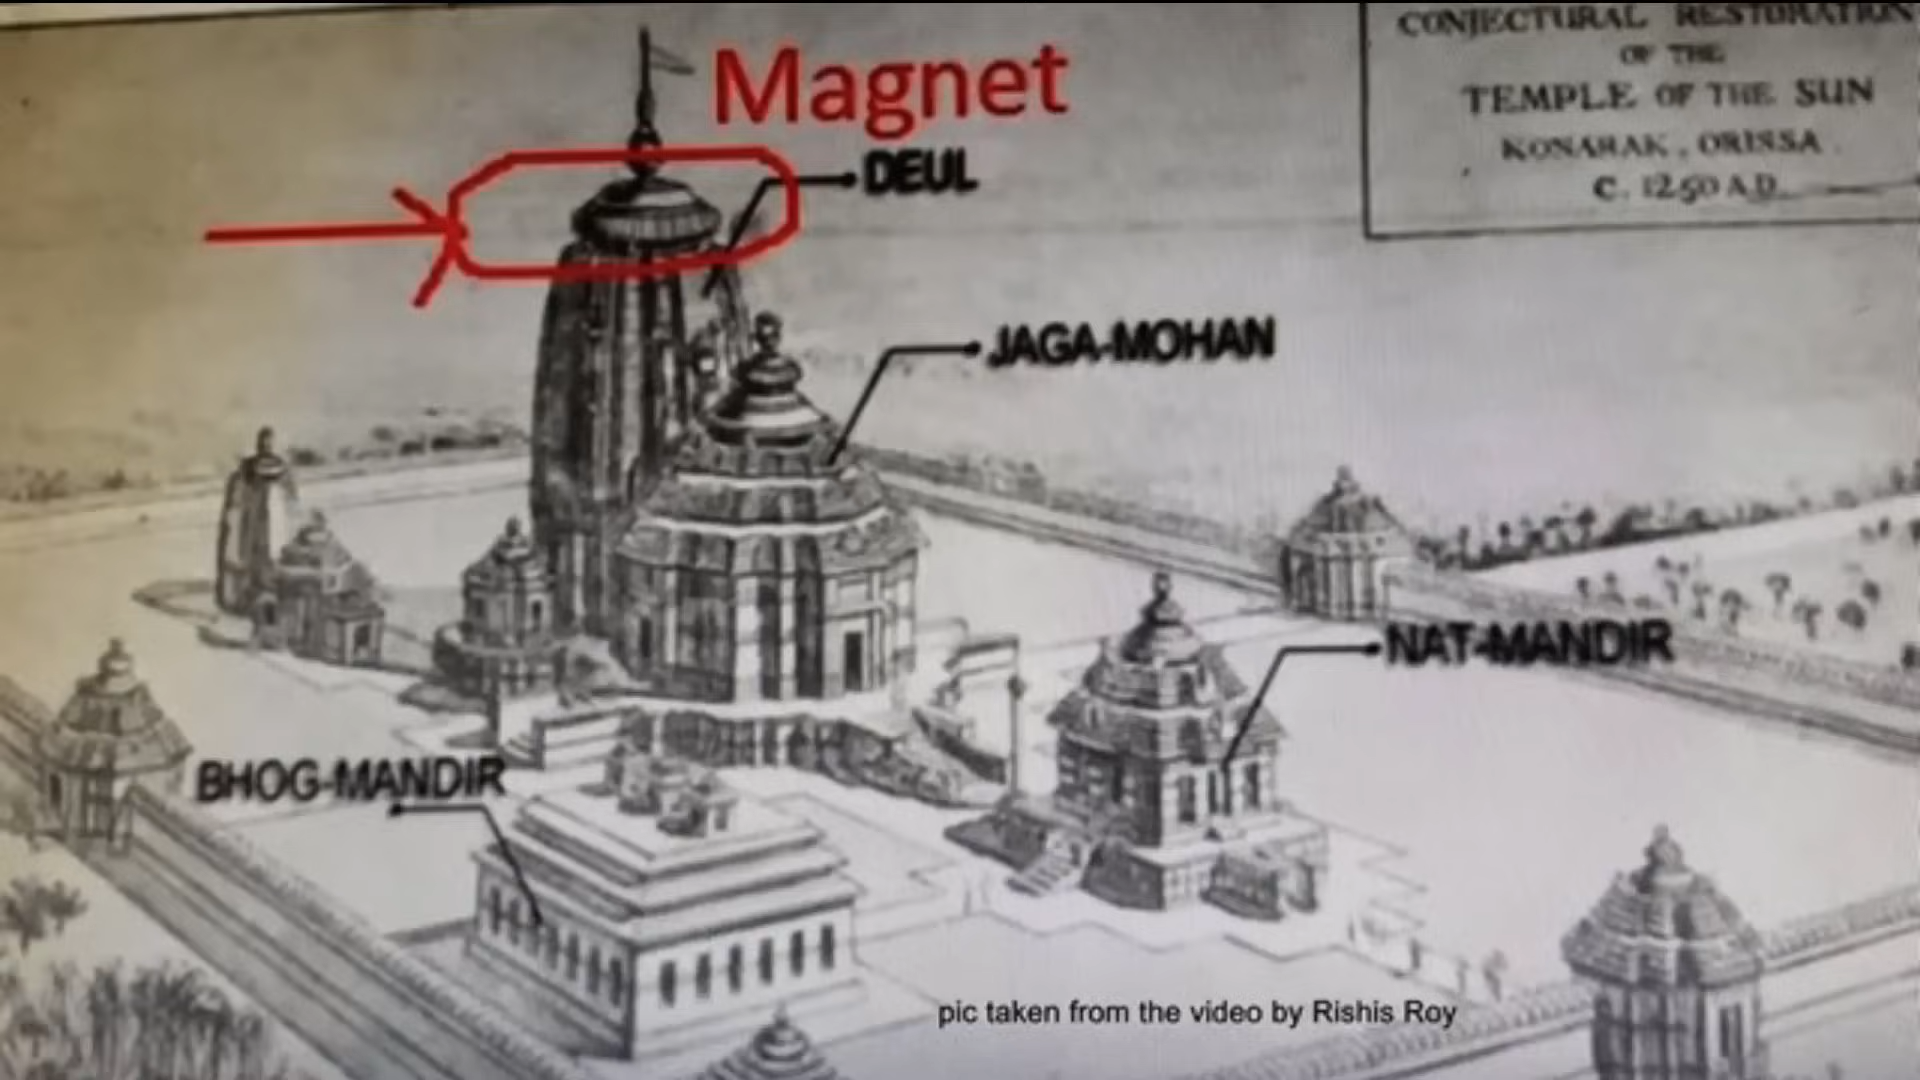 CONJECTURAL RESTORATION
OF THE
TEMPLE OF THE SUN
KONARAK, ORISSA
C. 1250 A.D.
Magnet
DEUL
JAGA-MOHAN
NAT-MANDIR
BHOG-MANDIR
pic taken from the video by Rishis Roy